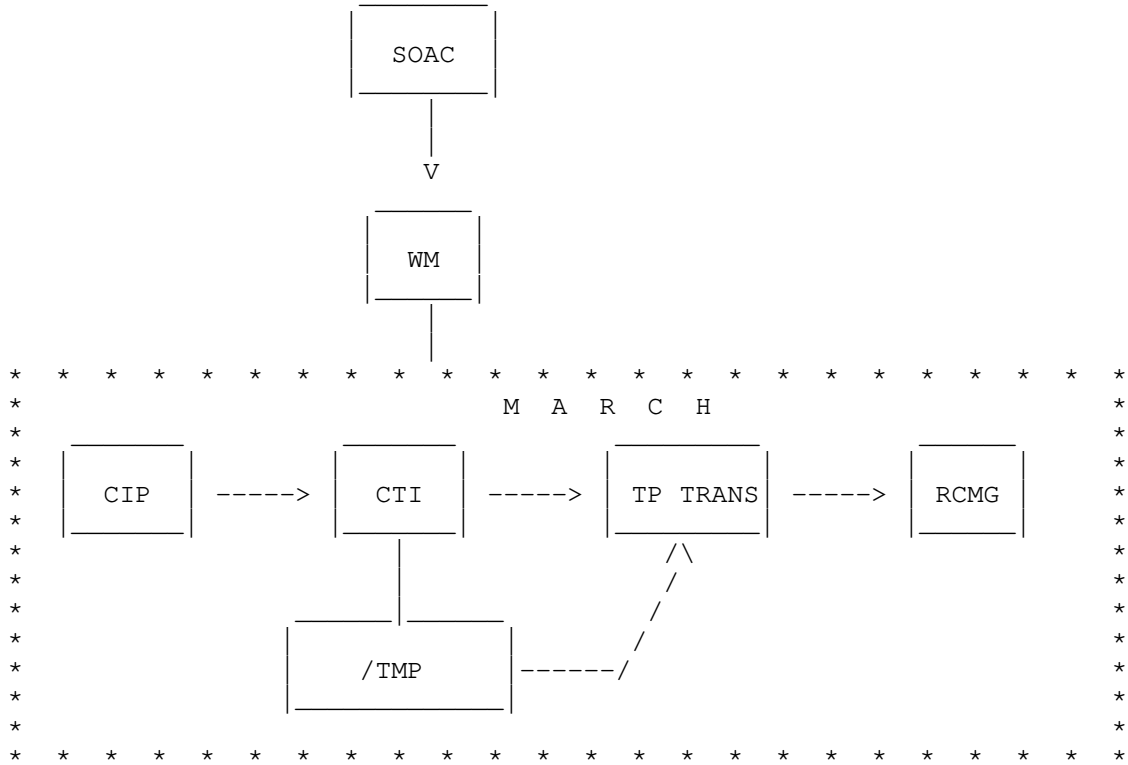 SOAC
V
WM
M A R C H
CIP -----> CTI -----> TP TRANS -----> RCMG
/TMP